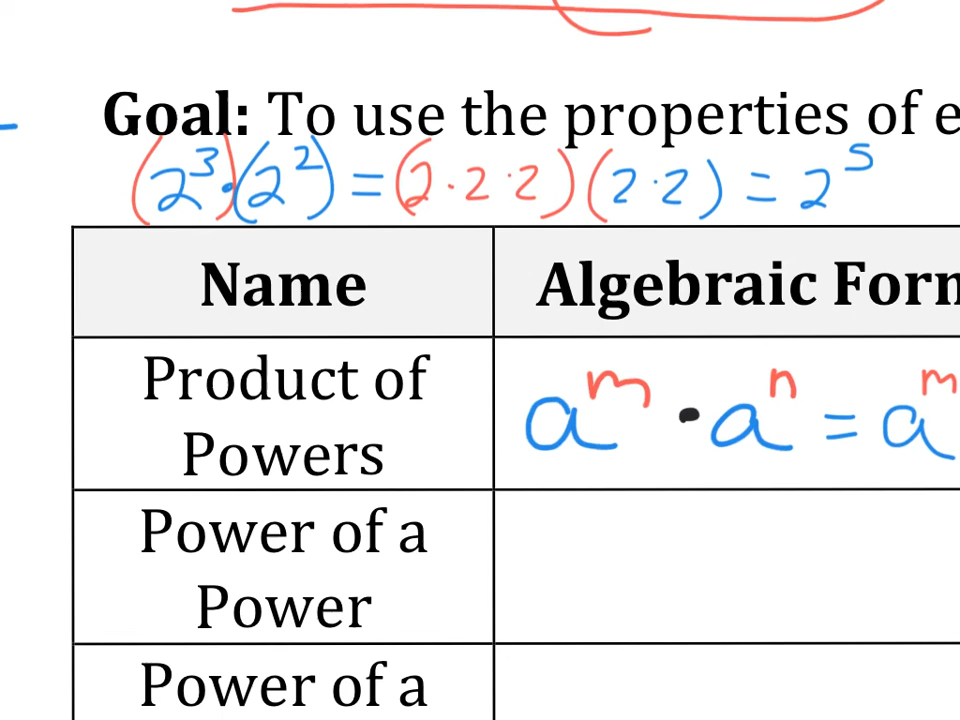 Goal: To use the properties of e
(2³)·(2²) = (2·2·2)(2·2) = 2⁵
Name
Algebraic Form
Product of
Powers
aᵐ · aⁿ = aᵐ
Power of a
Power
Power of a